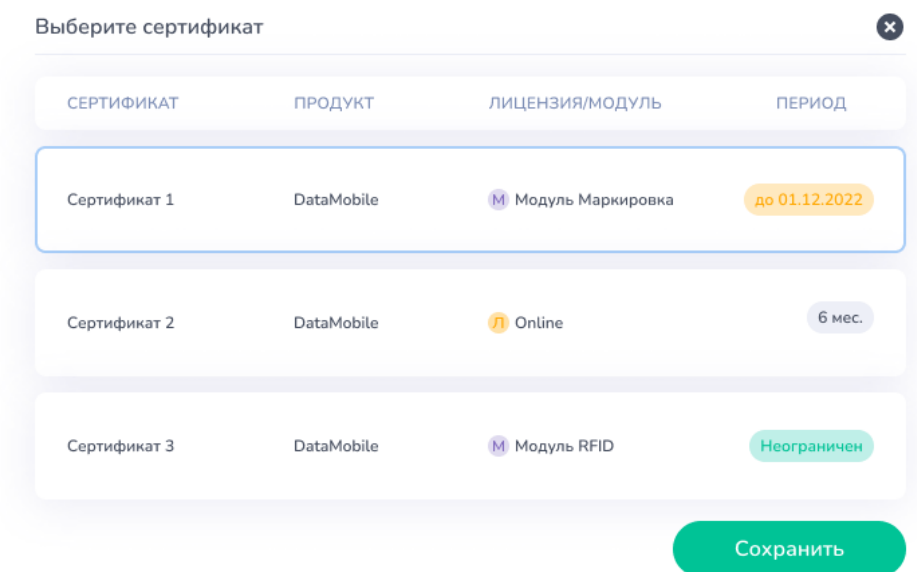 Выберите сертификат
СЕРТИФИКАТ ПРОДУКТ ЛИЦЕНЗИЯ/МОДУЛЬ ПЕРИОД
Сертификат 1 DataMobile М Модуль Маркировка до 01.12.2022
Сертификат 2 DataMobile Л Online 6 мес.
Сертификат 3 DataMobile М Модуль RFID Неограничен
Сохранить